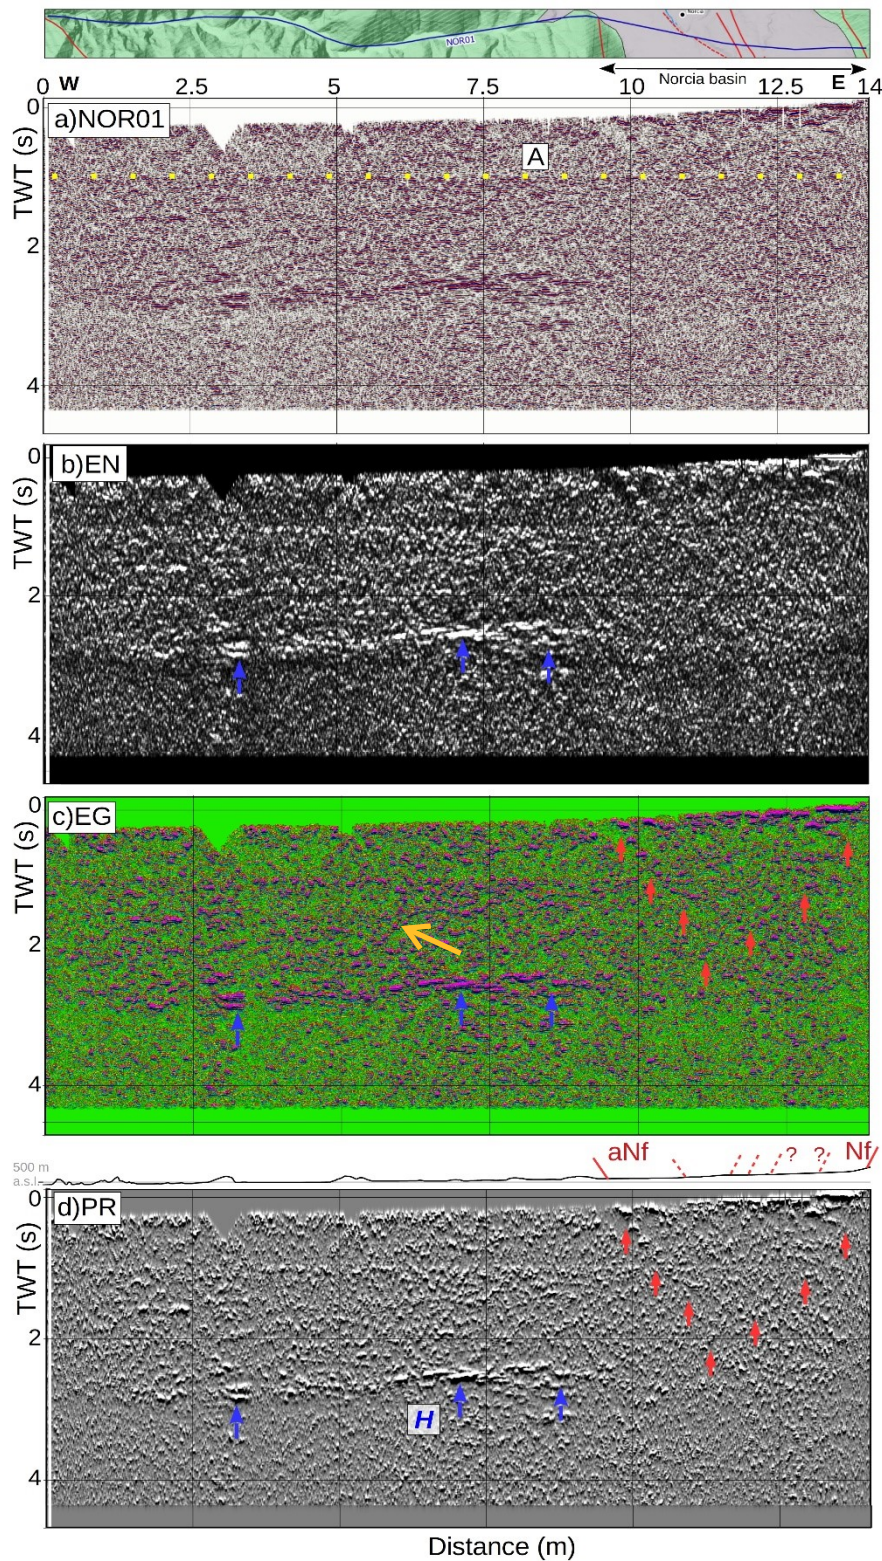 NOR01
Norcia
Norcia basin
0 W 2.5 5 7.5 10 12.5 E 14
a)NOR01
A
TWT (s)
0
2
4
b)EN
TWT (s)
0
2
4
c)EG
TWT (s)
0
2
4
500 m
a.s.l.
aNf ? ? Nf
d)PR
TWT (s)
0
2
4
H
Distance (m)